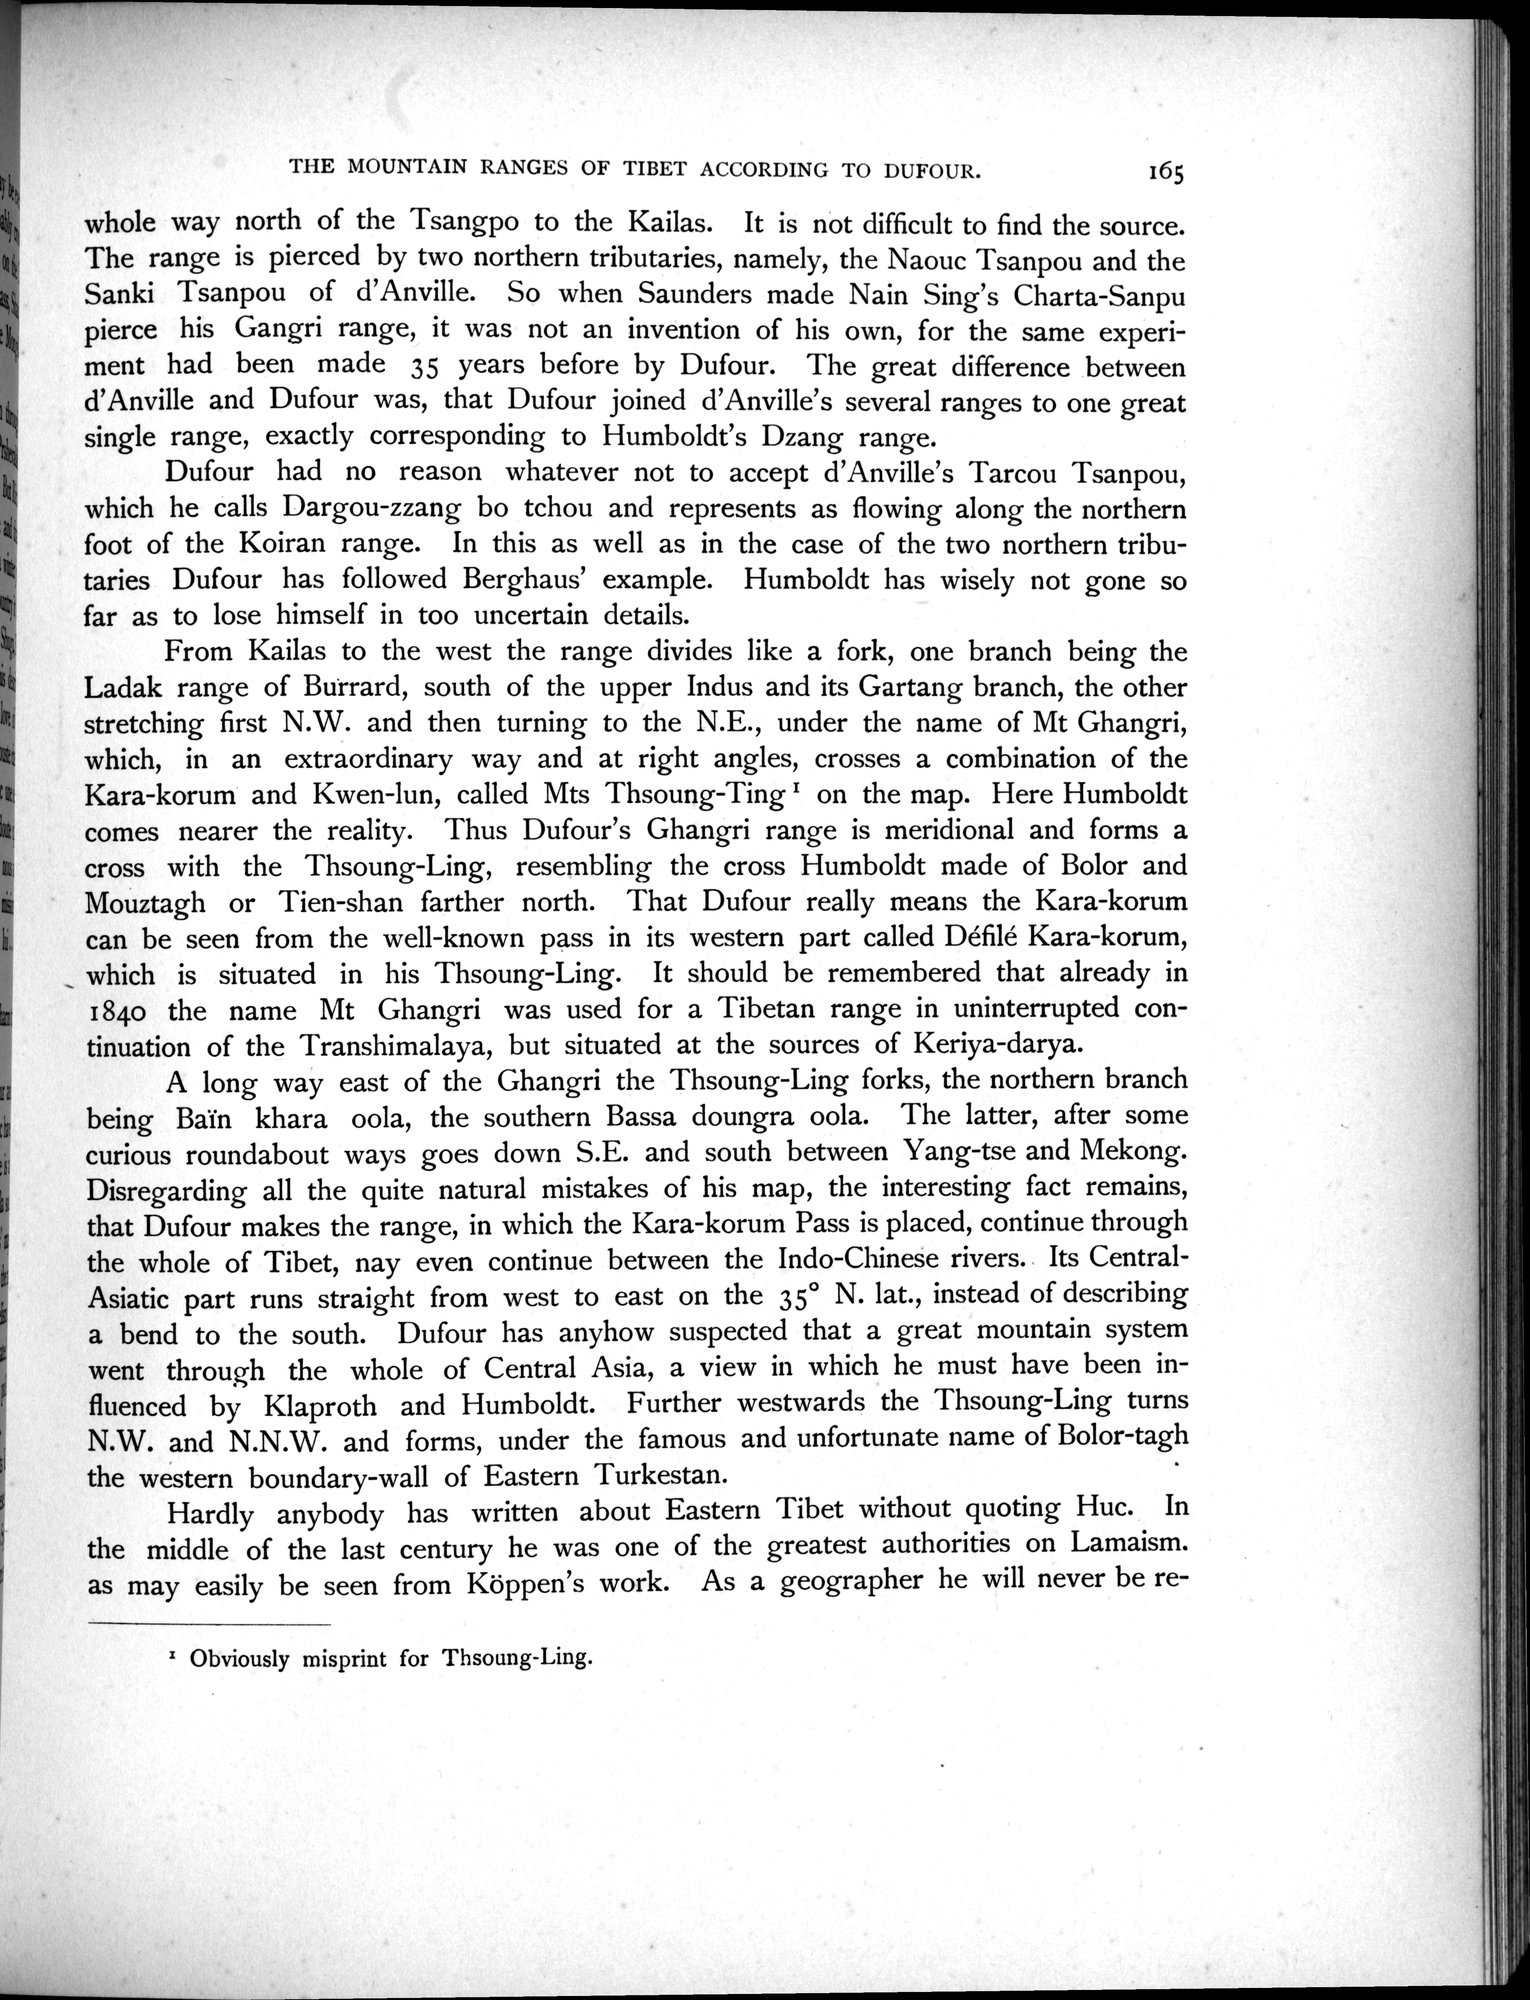 THE MOUNTAIN RANGES OF TIBET ACCORDING TO DUFOUR. 165
whole way north of the Tsangpo to the Kailas. It is not difficult to find the source.
The range is pierced by two northern tributaries, namely, the Naouc Tsanpou and the
Sanki Tsanpou of d'Anville. So when Saunders made Nain Sing's Charta-Sanpu
pierce his Gangri range, it was not an invention of his own, for the same experi-
ment had been made 35 years before by Dufour. The great difference between
d'Anville and Dufour was, that Dufour joined d'Anville's several ranges to one great
single range, exactly corresponding to Humboldt's Dzang range.
Dufour had no reason whatever not to accept d'Anville's Tarcou Tsanpou,
which he calls Dargou-zzang bo tchou and represents as flowing along the northern
foot of the Koiran range. In this as well as in the case of the two northern tribu-
taries Dufour has followed Berghaus' example. Humboldt has wisely not gone so
far as to lose himself in too uncertain details.
From Kailas to the west the range divides like a fork, one branch being the
Ladak range of Burrard, south of the upper Indus and its Gartang branch, the other
stretching first N.W. and then turning to the N.E., under the name of Mt Ghangri,
which, in an extraordinary way and at right angles, crosses a combination of the
Kara-korum and Kwen-lun, called Mts Thsoung-Ting¹ on the map. Here Humboldt
comes nearer the reality. Thus Dufour's Ghangri range is meridional and forms a
cross with the Thsoung-Ling, resembling the cross Humboldt made of Bolor and
Mouztagh or Tien-shan farther north. That Dufour really means the Kara-korum
can be seen from the well-known pass in its western part called Défilé Kara-korum,
which is situated in his Thsoung-Ling. It should be remembered that already in
1840 the name Mt Ghangri was used for a Tibetan range in uninterrupted con-
tinuation of the Transhimalaya, but situated at the sources of Keriya-darya.
A long way east of the Ghangri the Thsoung-Ling forks, the northern branch
being Baïn khara oola, the southern Bassa doungra oola. The latter, after some
curious roundabout ways goes down S.E. and south between Yang-tse and Mekong.
Disregarding all the quite natural mistakes of his map, the interesting fact remains,
that Dufour makes the range, in which the Kara-korum Pass is placed, continue through
the whole of Tibet, nay even continue between the Indo-Chinese rivers. Its Central-
Asiatic part runs straight from west to east on the 35° N. lat., instead of describing
a bend to the south. Dufour has anyhow suspected that a great mountain system
went through the whole of Central Asia, a view in which he must have been in-
fluenced by Klaproth and Humboldt. Further westwards the Thsoung-Ling turns
N.W. and N.N.W. and forms, under the famous and unfortunate name of Bolor-tagh
the western boundary-wall of Eastern Turkestan.
Hardly anybody has written about Eastern Tibet without quoting Huc. In
the middle of the last century he was one of the greatest authorities on Lamaism.
as may easily be seen from Köppen's work. As a geographer he will never be re-
¹ Obviously misprint for Thsoung-Ling.